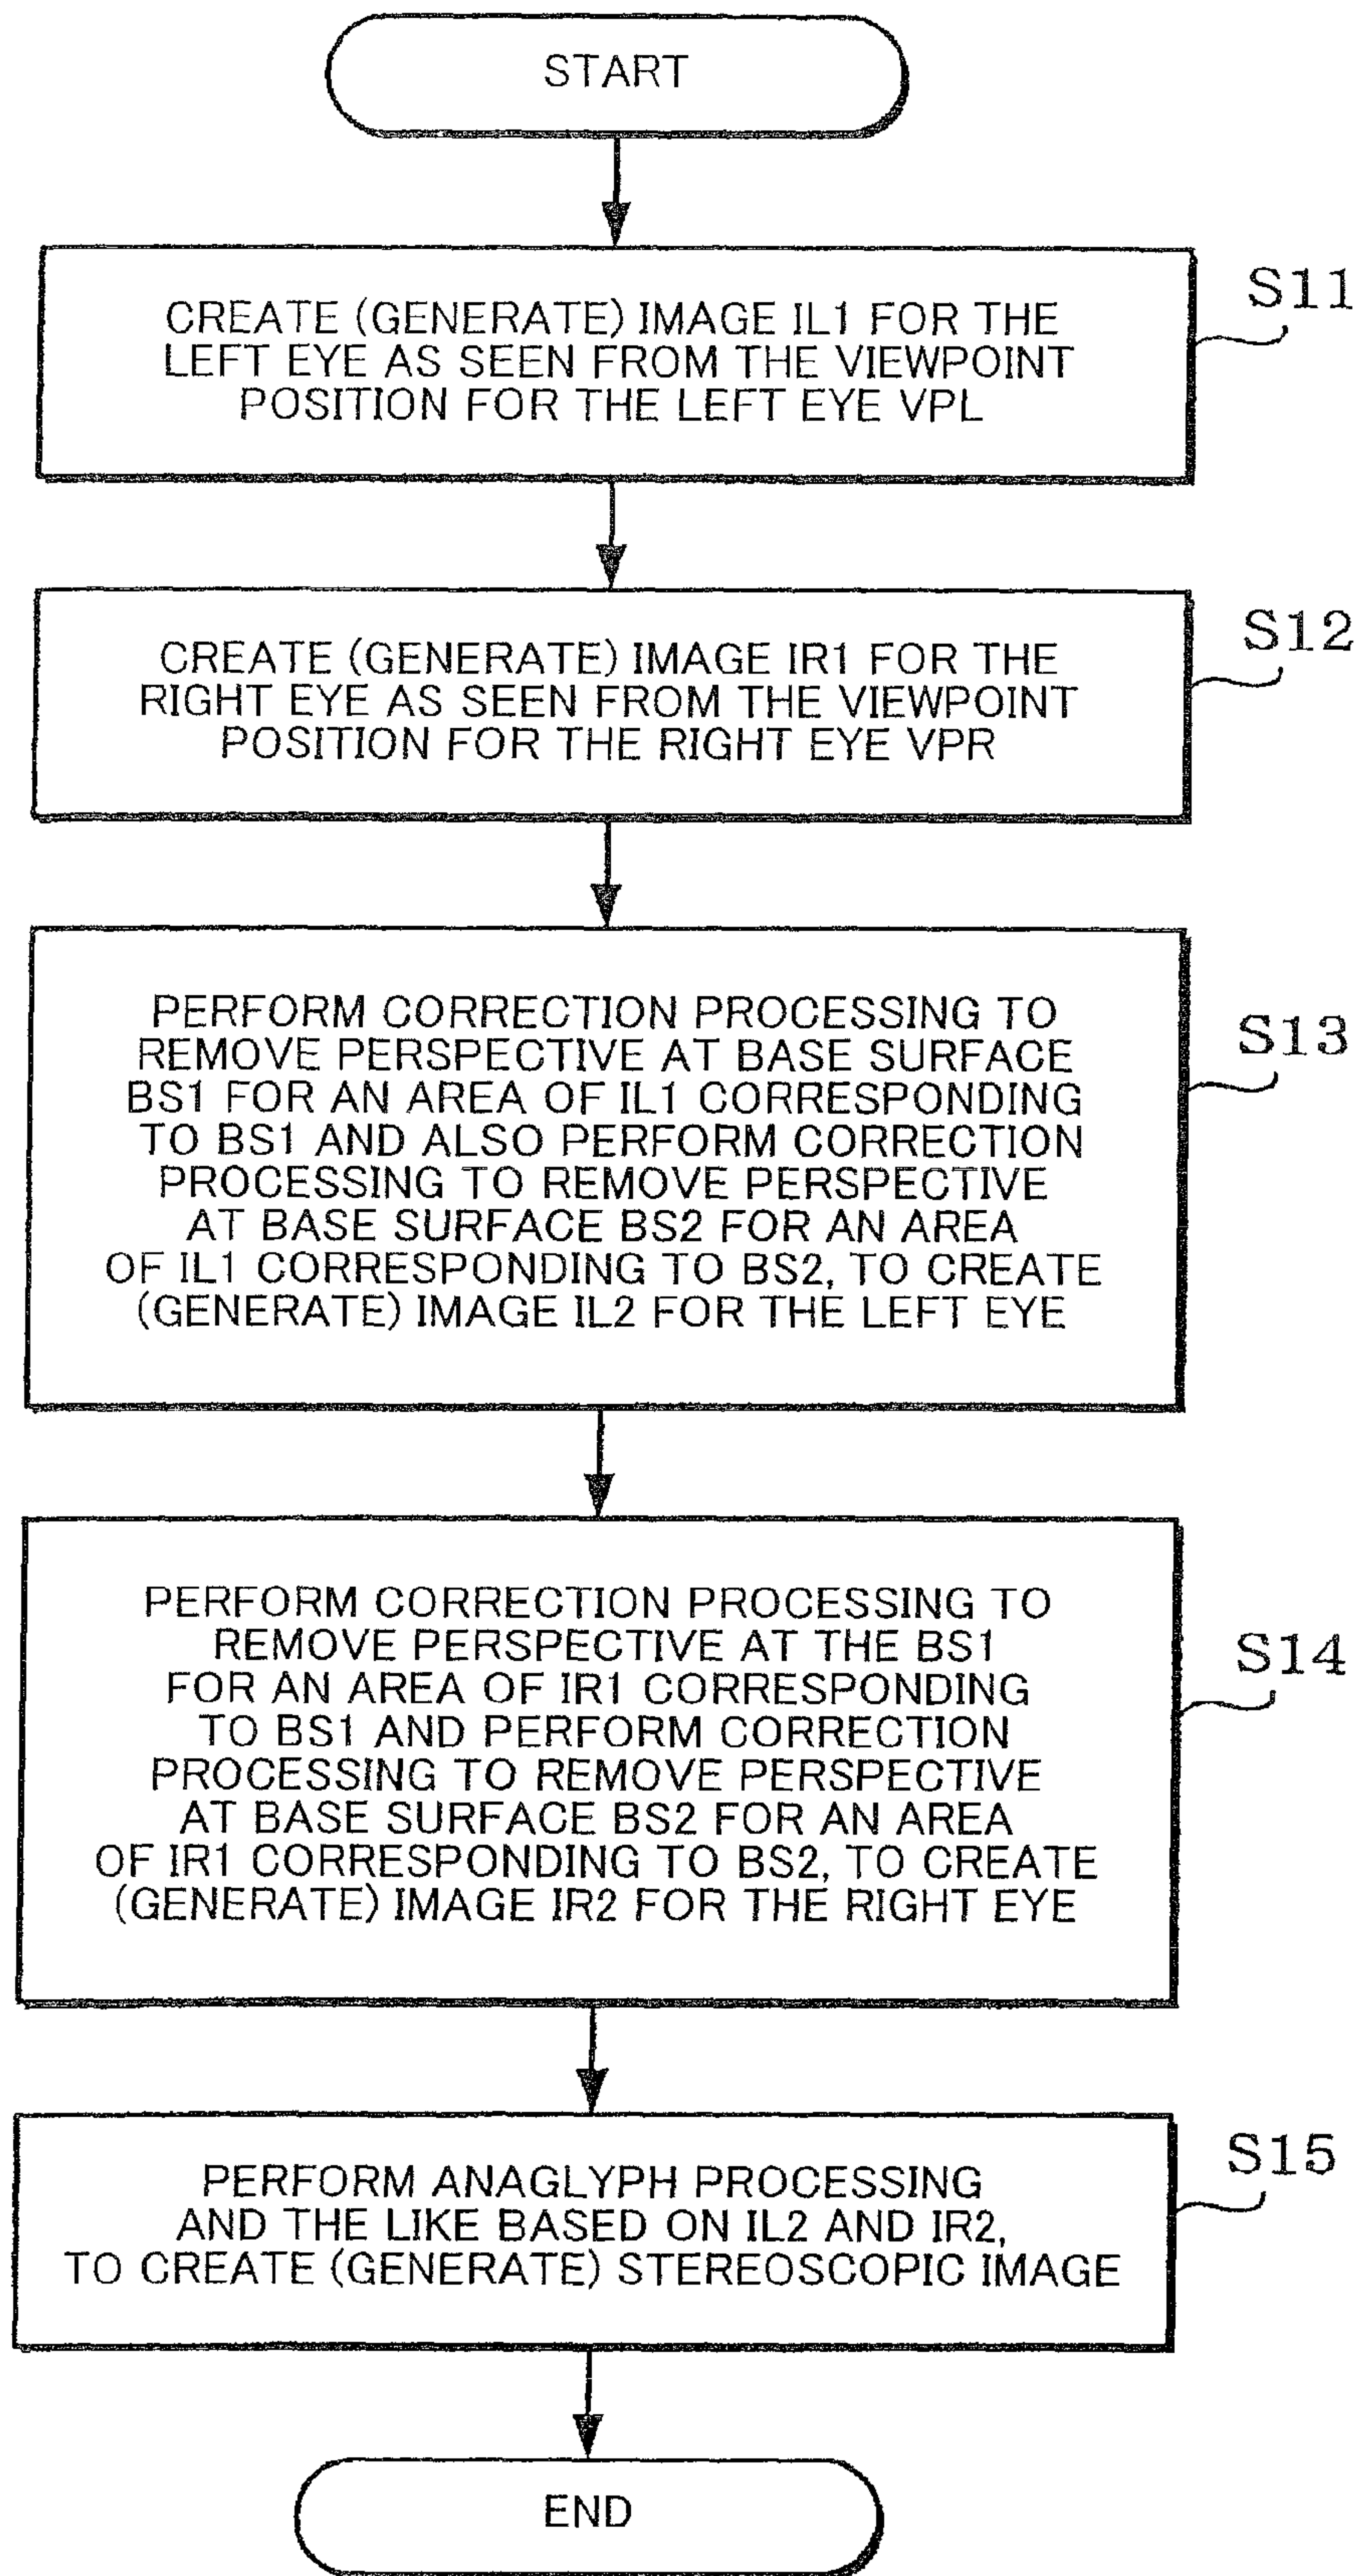 START
S11
CREATE (GENERATE) IMAGE IL1 FOR THE
LEFT EYE AS SEEN FROM THE VIEWPOINT
POSITION FOR THE LEFT EYE VPL
S12
CREATE (GENERATE) IMAGE IR1 FOR THE
RIGHT EYE AS SEEN FROM THE VIEWPOINT
POSITION FOR THE RIGHT EYE VPR
S13
PERFORM CORRECTION PROCESSING TO
REMOVE PERSPECTIVE AT BASE SURFACE
BS1 FOR AN AREA OF IL1 CORRESPONDING
TO BS1 AND ALSO PERFORM CORRECTION
PROCESSING TO REMOVE PERSPECTIVE
AT BASE SURFACE BS2 FOR AN AREA
OF IL1 CORRESPONDING TO BS2, TO CREATE
(GENERATE) IMAGE IL2 FOR THE LEFT EYE
S14
PERFORM CORRECTION PROCESSING TO
REMOVE PERSPECTIVE AT THE BS1
FOR AN AREA OF IR1 CORRESPONDING
TO BS1 AND PERFORM CORRECTION
PROCESSING TO REMOVE PERSPECTIVE
AT BASE SURFACE BS2 FOR AN AREA
OF IR1 CORRESPONDING TO BS2, TO CREATE
(GENERATE) IMAGE IR2 FOR THE RIGHT EYE
S15
PERFORM ANAGLYPH PROCESSING
AND THE LIKE BASED ON IL2 AND IR2,
TO CREATE (GENERATE) STEREOSCOPIC IMAGE
END